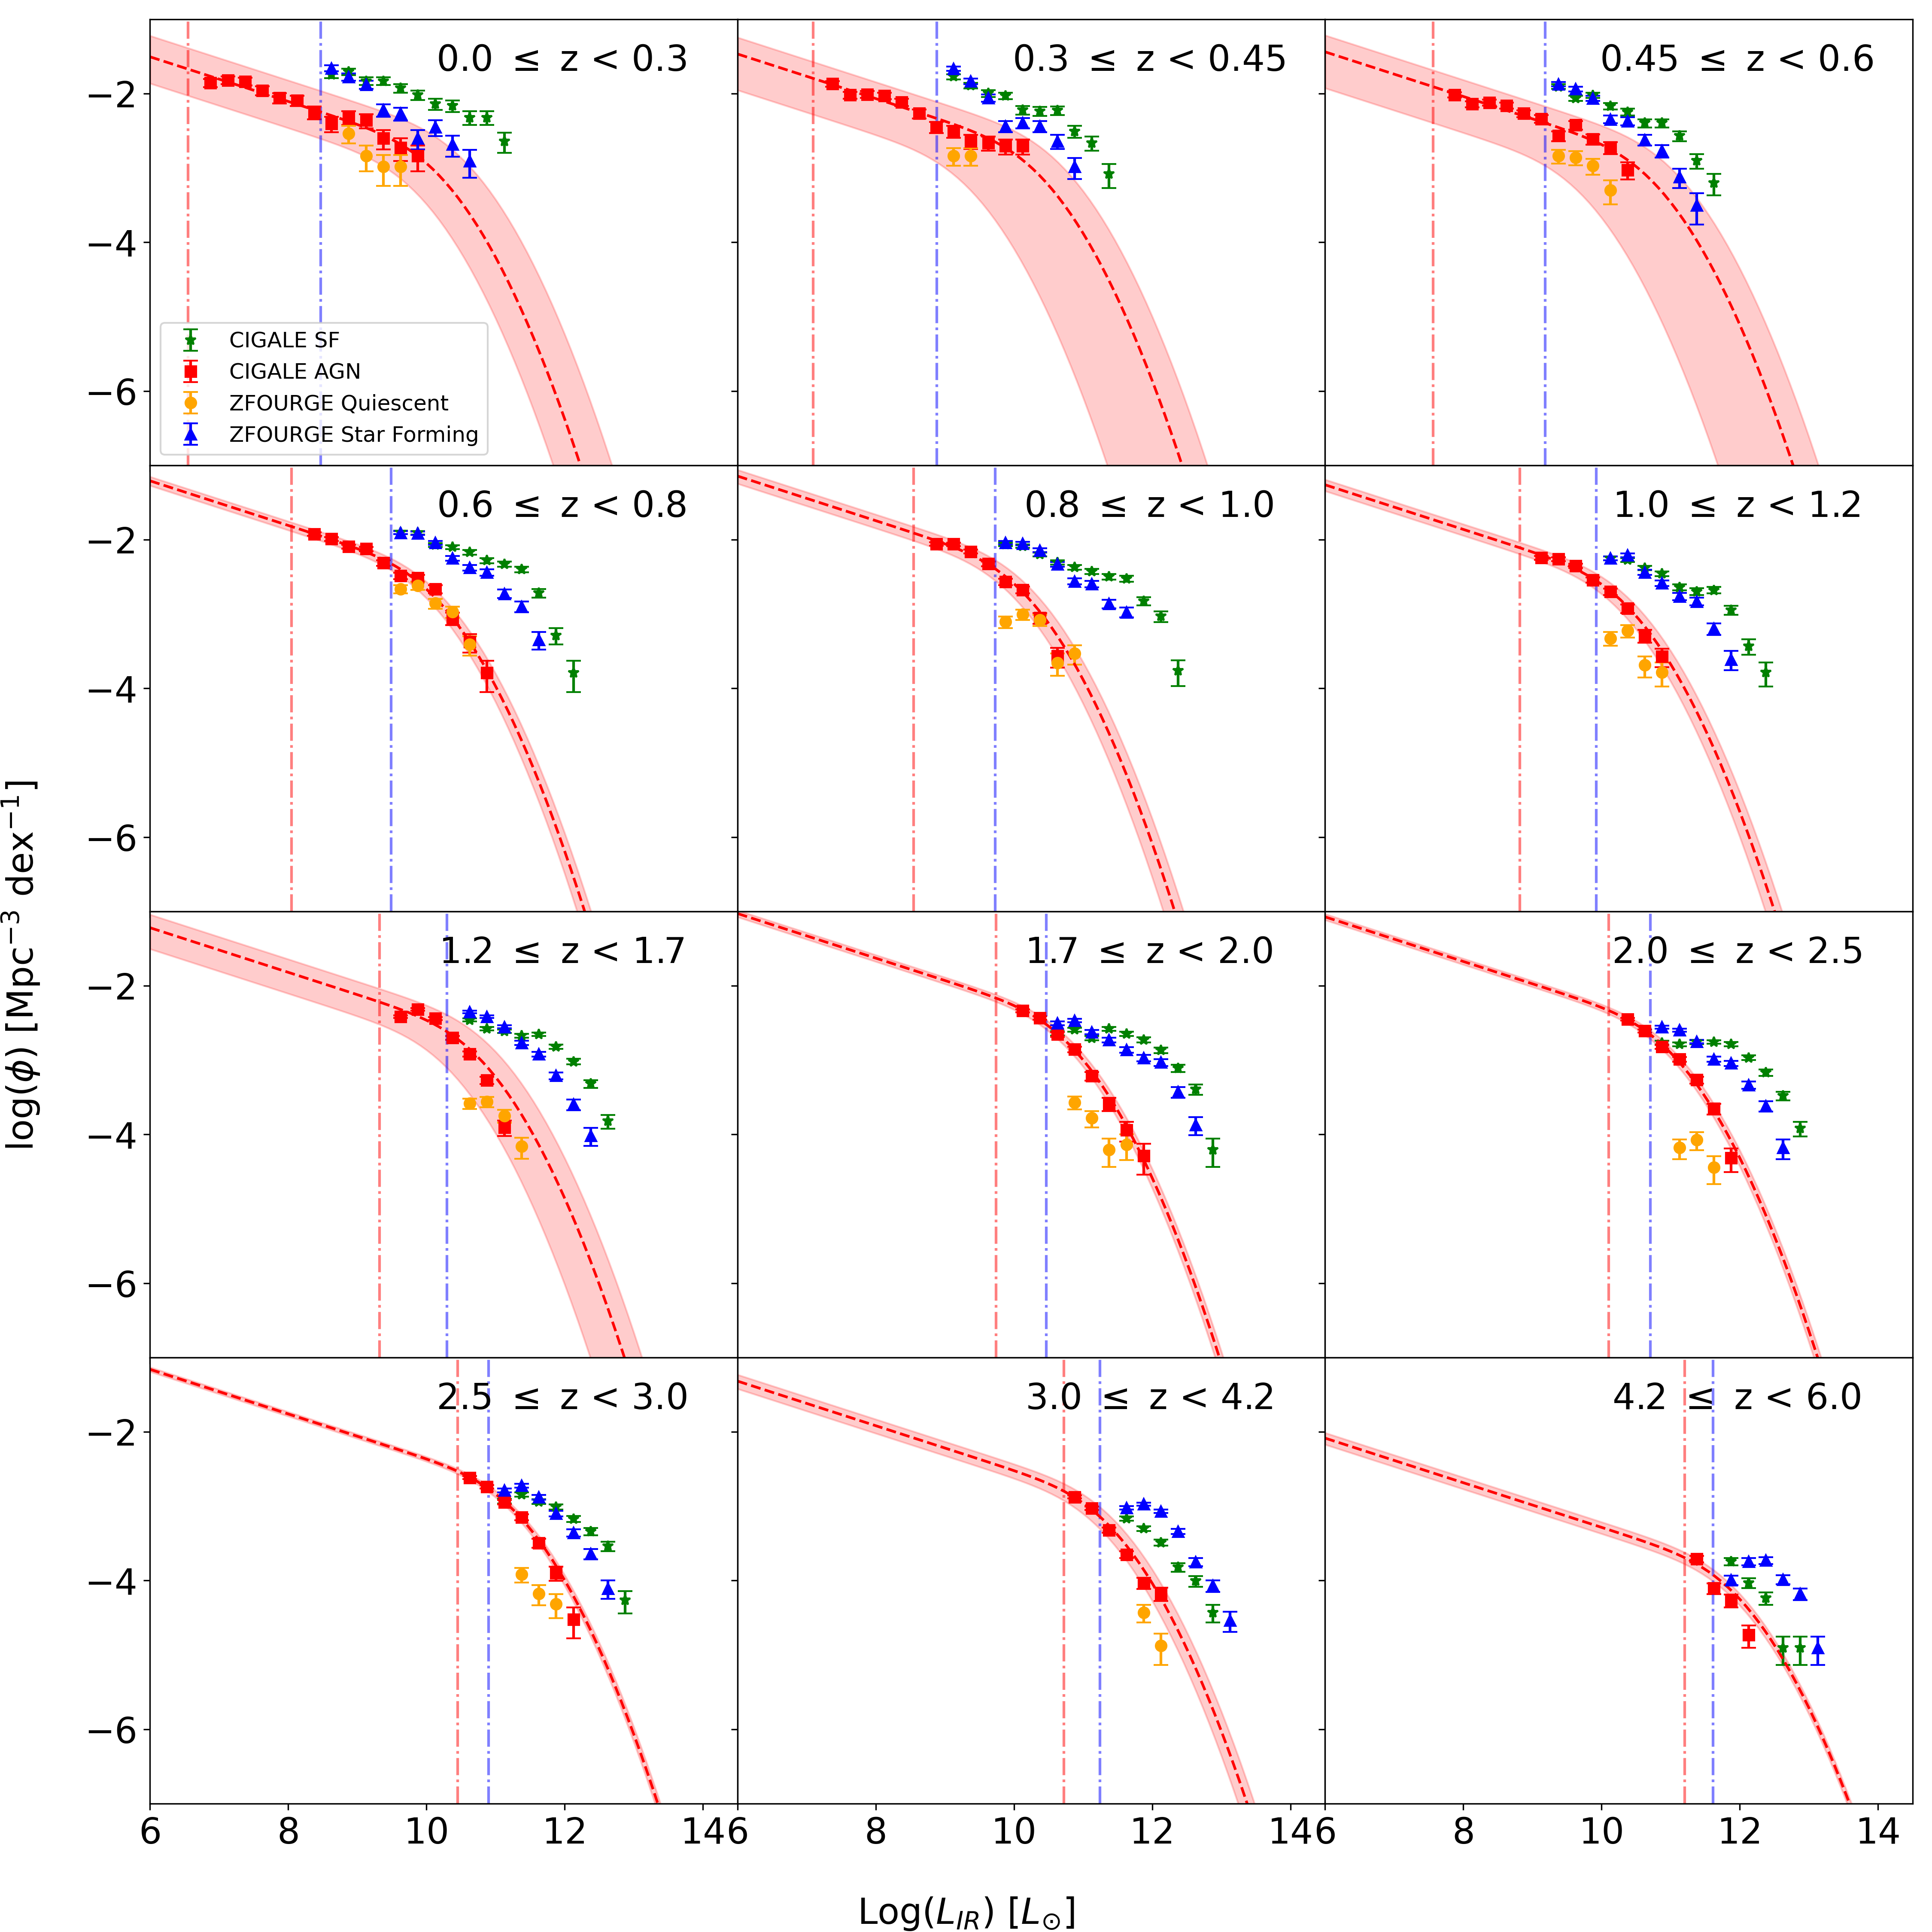 0.0 ≤ z < 0.3
0.3 ≤ z < 0.45
0.45 ≤ z < 0.6
−2
−4
−6
CIGALE SF
CIGALE AGN
ZFOURGE Quiescent
ZFOURGE Star Forming
0.6 ≤ z < 0.8
0.8 ≤ z < 1.0
1.0 ≤ z < 1.2
−2
−4
−6
log(ϕ) [Mpc⁻³ dex⁻¹]
1.2 ≤ z < 1.7
1.7 ≤ z < 2.0
2.0 ≤ z < 2.5
−2
−4
−6
2.5 ≤ z < 3.0
3.0 ≤ z < 4.2
4.2 ≤ z < 6.0
−2
−4
−6
6 8 10 12 146 8 10 12 146 8 10 12 14
Log(L_IR) [L_⊙]